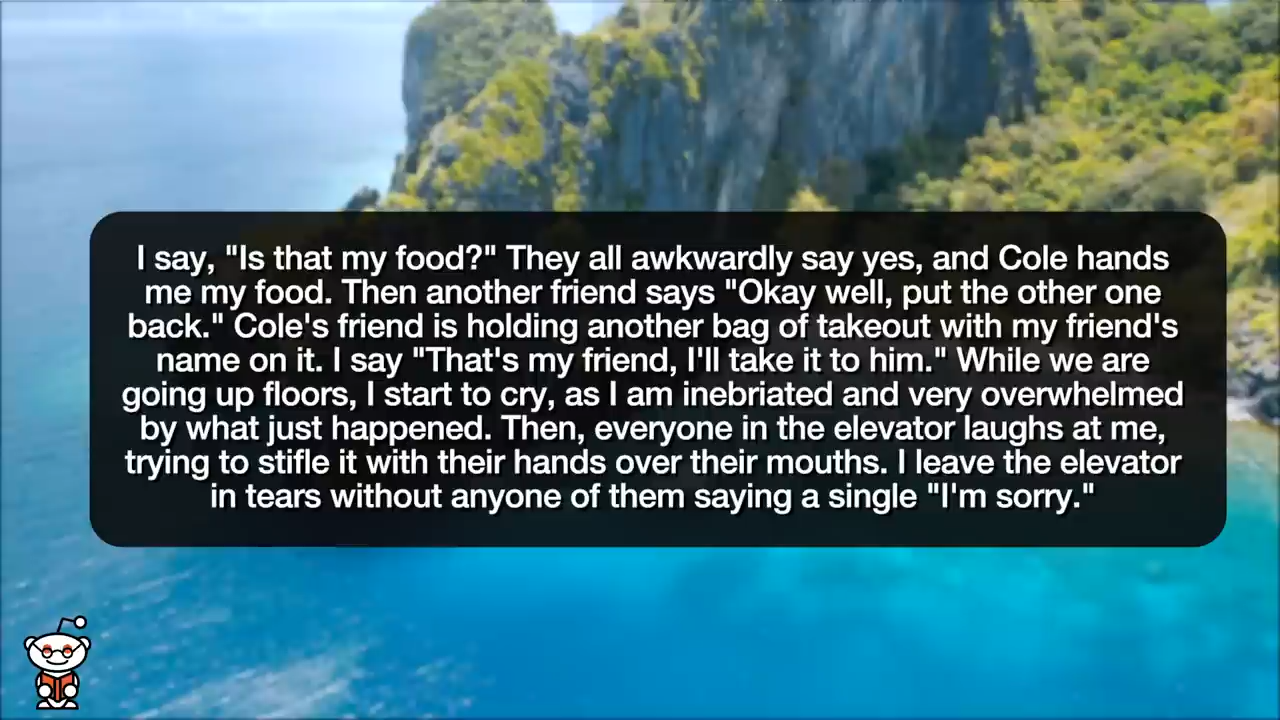 I say, "Is that my food?" They all awkwardly say yes, and Cole hands
me my food. Then another friend says "Okay well, put the other one
back." Cole's friend is holding another bag of takeout with my friend's
name on it. I say "That's my friend, I'll take it to him." While we are
going up floors, I start to cry, as I am inebriated and very overwhelmed
by what just happened. Then, everyone in the elevator laughs at me,
trying to stifle it with their hands over their mouths. I leave the elevator
in tears without anyone of them saying a single "I'm sorry."